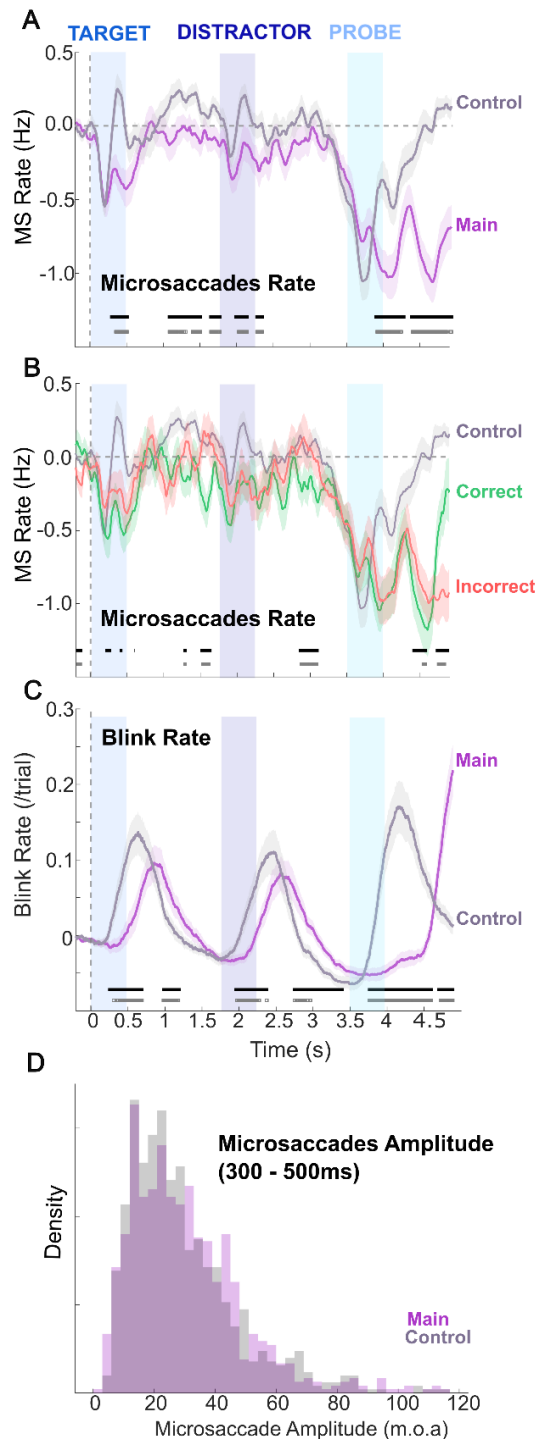 A
TARGET DISTRACTOR PROBE
0.5
0.0
-0.5
-1.0
MS Rate (Hz)
Control
Main
Microsaccades Rate
B
0.5
0.0
-0.5
-1.0
MS Rate (Hz)
Control
Correct
Incorrect
Microsaccades Rate
C
0.3
0.2
0.1
0
Blink Rate (/trial)
Blink Rate
Main
Control
0 0.5 1 1.5 2 2.5 3 3.5 4 4.5
Time (s)
D
Microsaccades Amplitude
(300 - 500ms)
Density
Main
Control
0 20 40 60 80 100 120
Microsaccade Amplitude (m.o.a)